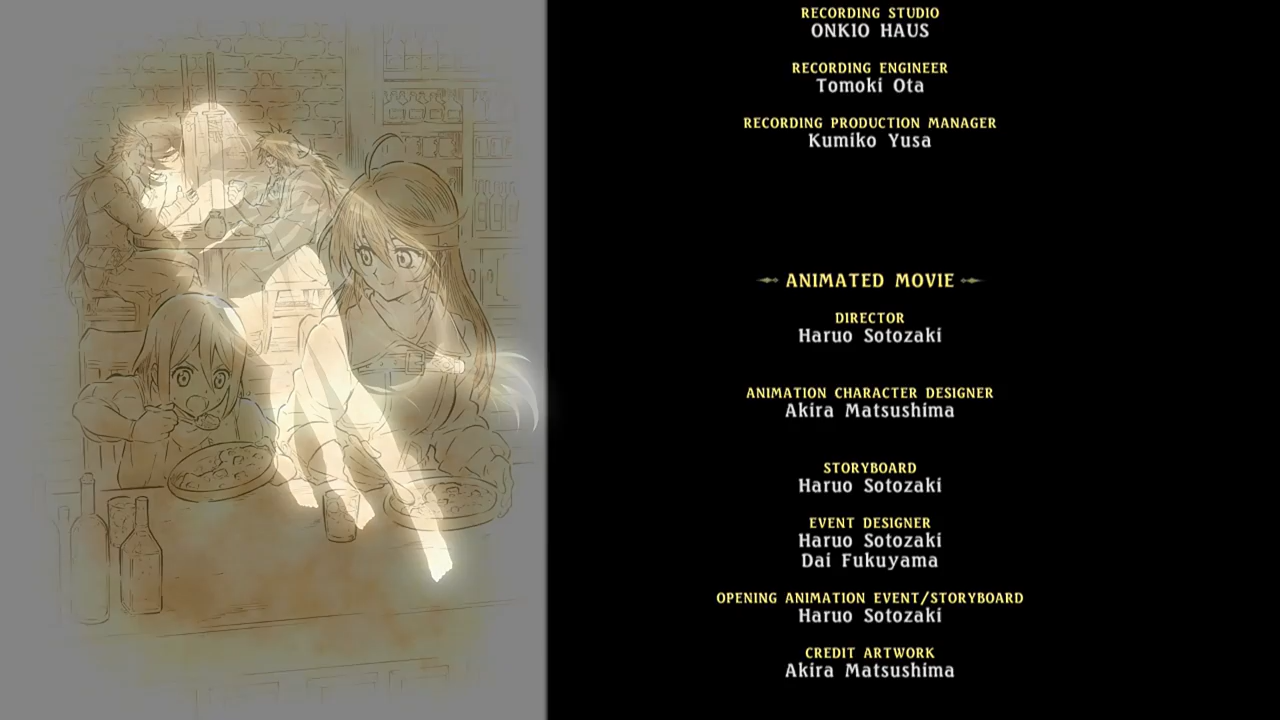 RECORDING STUDIO
ONKIO HAUS
RECORDING ENGINEER
Tomoki Ota
RECORDING PRODUCTION MANAGER
Kumiko Yusa
ANIMATED MOVIE
DIRECTOR
Haruo Sotozaki
ANIMATION CHARACTER DESIGNER
Akira Matsushima
STORYBOARD
Haruo Sotozaki
EVENT DESIGNER
Haruo Sotozaki
Dai Fukuyama
OPENING ANIMATION EVENT/STORYBOARD
Haruo Sotozaki
CREDIT ARTWORK
Akira Matsushima